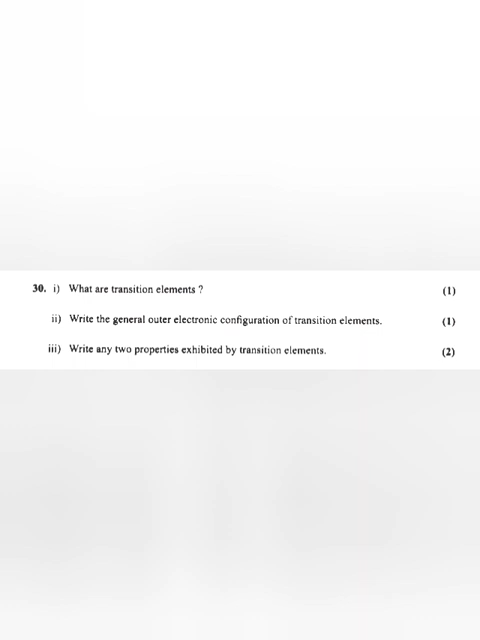 30. i) What are transition elements ? (1)
ii) Write the general outer electronic configuration of transition elements. (1)
iii) Write any two properties exhibited by transition elements. (2)